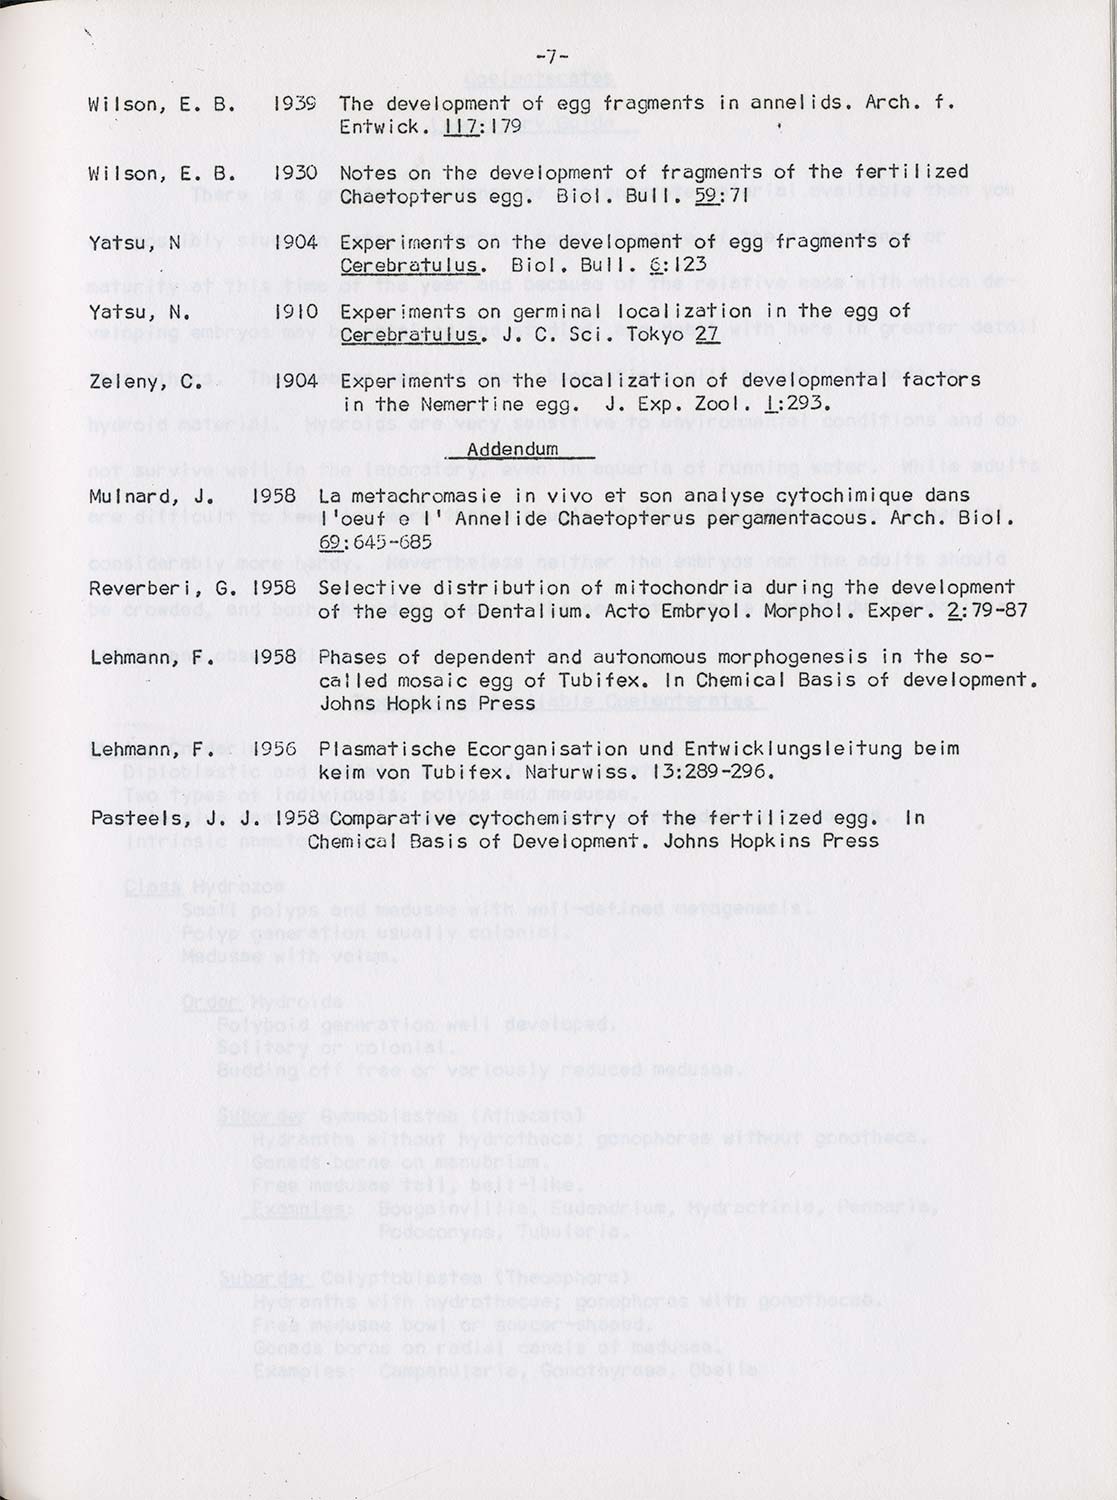 -7-
Wilson, E. B. 1939 The development of egg fragments in annelids. Arch. f.
Entwick. 117:179
Wilson, E. B. 1930 Notes on the development of fragments of the fertilized
Chaetopterus egg. Biol. Bull. 59:71
Yatsu, N 1904 Experiments on the development of egg fragments of
Cerebratulus. Biol. Bull. 6:123
Yatsu, N. 1910 Experiments on germinal localization in the egg of
Cerebratulus. J. C. Sci. Tokyo 27
Zeleny, C. 1904 Experiments on the localization of developmental factors
in the Nemertine egg. J. Exp. Zool. 1:293.
Addendum
Mulnard, J. 1958 La metachromasie in vivo et son analyse cytochimique dans
l'oeuf e l' Annelide Chaetopterus pergamentacous. Arch. Biol.
69:645-685
Reverberi, G. 1958 Selective distribution of mitochondria during the development
of the egg of Dentalium. Acto Embryol. Morphol. Exper. 2:79-87
Lehmann, F. 1958 Phases of dependent and autonomous morphogenesis in the so-
called mosaic egg of Tubifex. In Chemical Basis of development.
Johns Hopkins Press
Lehmann, F. 1956 Plasmatische Ecorganisation und Entwicklungsleitung beim
keim von Tubifex. Naturwiss. 13:289-296.
Pasteels, J. J. 1958 Comparative cytochemistry of the fertilized egg. In
Chemical Basis of Development. Johns Hopkins Press